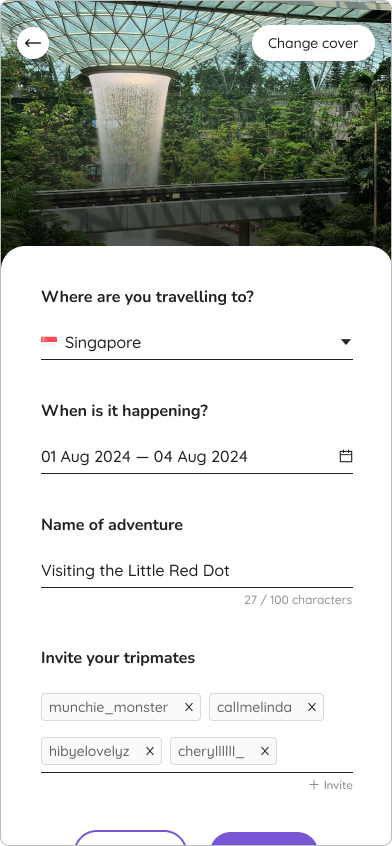 Change cover
Where are you travelling to?
Singapore
When is it happening?
01 Aug 2024 — 04 Aug 2024
Name of adventure
Visiting the Little Red Dot
27 / 100 characters
Invite your tripmates
munchie_monster X callmelinda X
hibyelovelyz X cheryllllll_ X
+ Invite